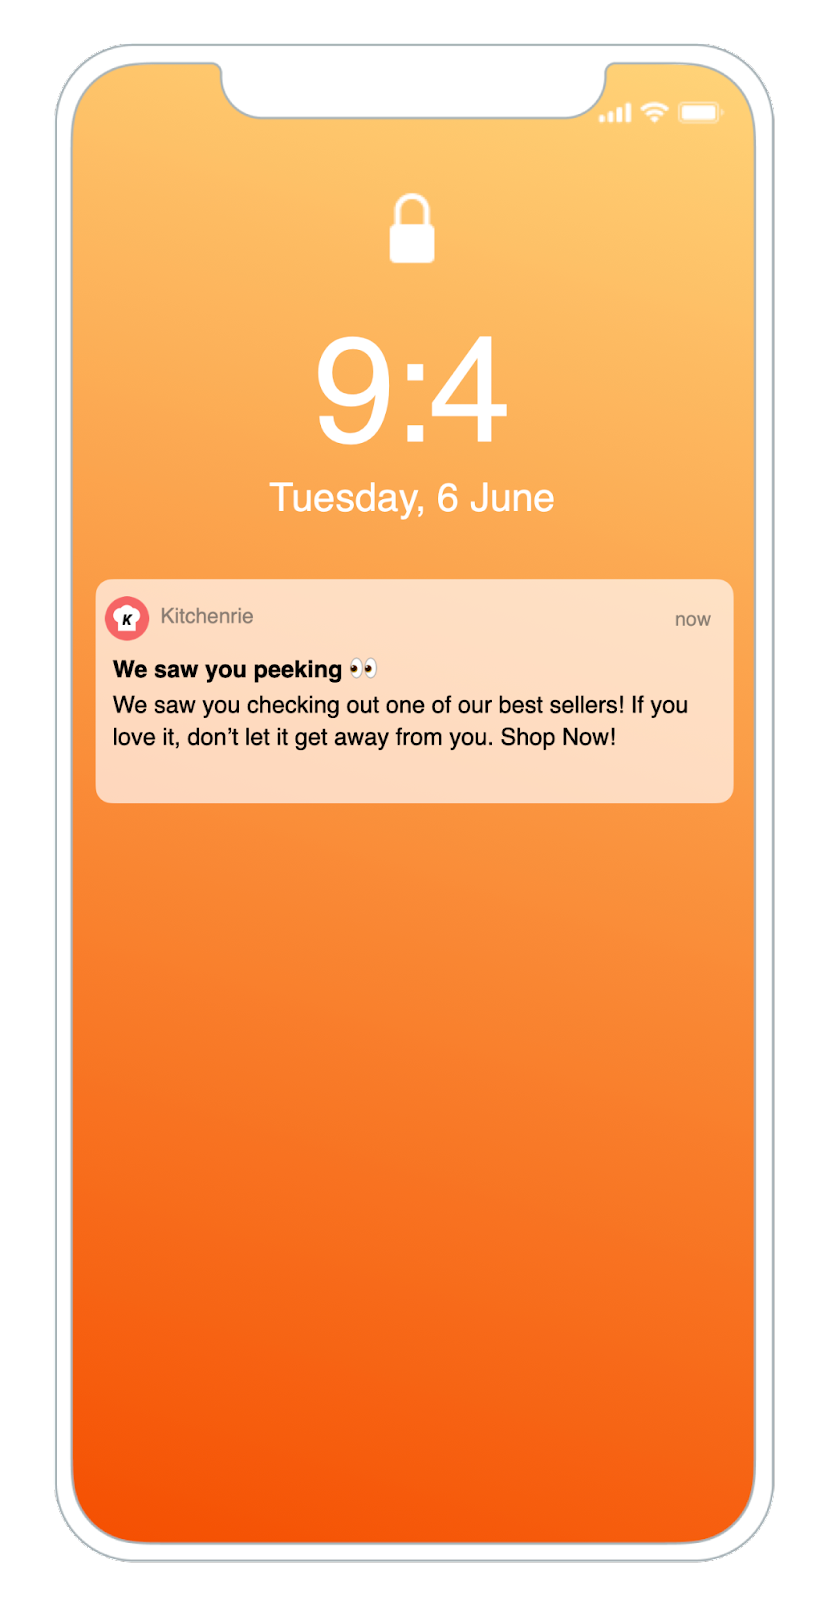 9:4
Tuesday, 6 June
K
Kitchenrie
now
We saw you peeking 👀
We saw you checking out one of our best sellers! If you
love it, don’t let it get away from you. Shop Now!